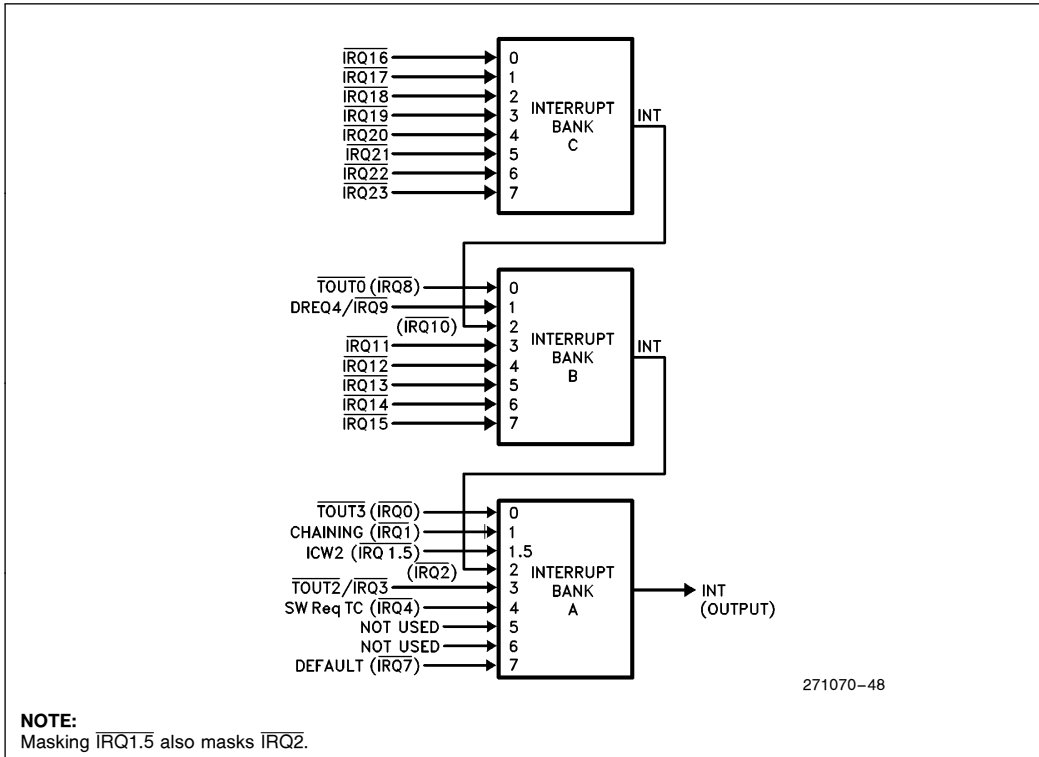 IRQ16
IRQ17
IRQ18
IRQ19
IRQ20
IRQ21
IRQ22
IRQ23
0
1
2
3
4
5
6
7
INTERRUPT
BANK
C
INT
TOUT0 (IRQ8)
DREQ4/IRQ9
(IRQ10)
IRQ11
IRQ12
IRQ13
IRQ14
IRQ15
0
1
2
3
4
5
6
7
INTERRUPT
BANK
B
INT
TOUT3 (IRQ0)
CHAINING (IRQ1)
ICW2 (IRQ 1.5)
(IRQ2)
TOUT2/IRQ3
SW Req TC (IRQ4)
NOT USED
NOT USED
DEFAULT (IRQ7)
0
1
1.5
2
3
4
5
6
7
INTERRUPT
BANK
A
INT
(OUTPUT)
271070–48
NOTE:
Masking IRQ1.5 also masks IRQ2.